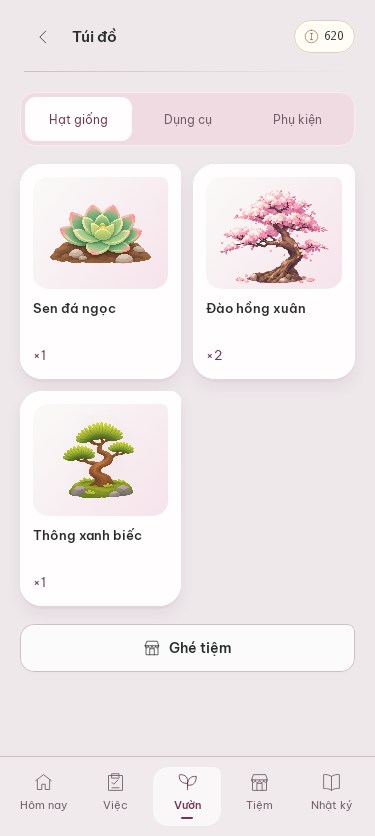 Túi đồ
620
Hạt giống
Dụng cụ
Phụ kiện
Sen đá ngọc
×1
Đào hồng xuân
×2
Thông xanh biếc
×1
Ghé tiệm
Hôm nay
Việc
Vườn
Tiệm
Nhật ký